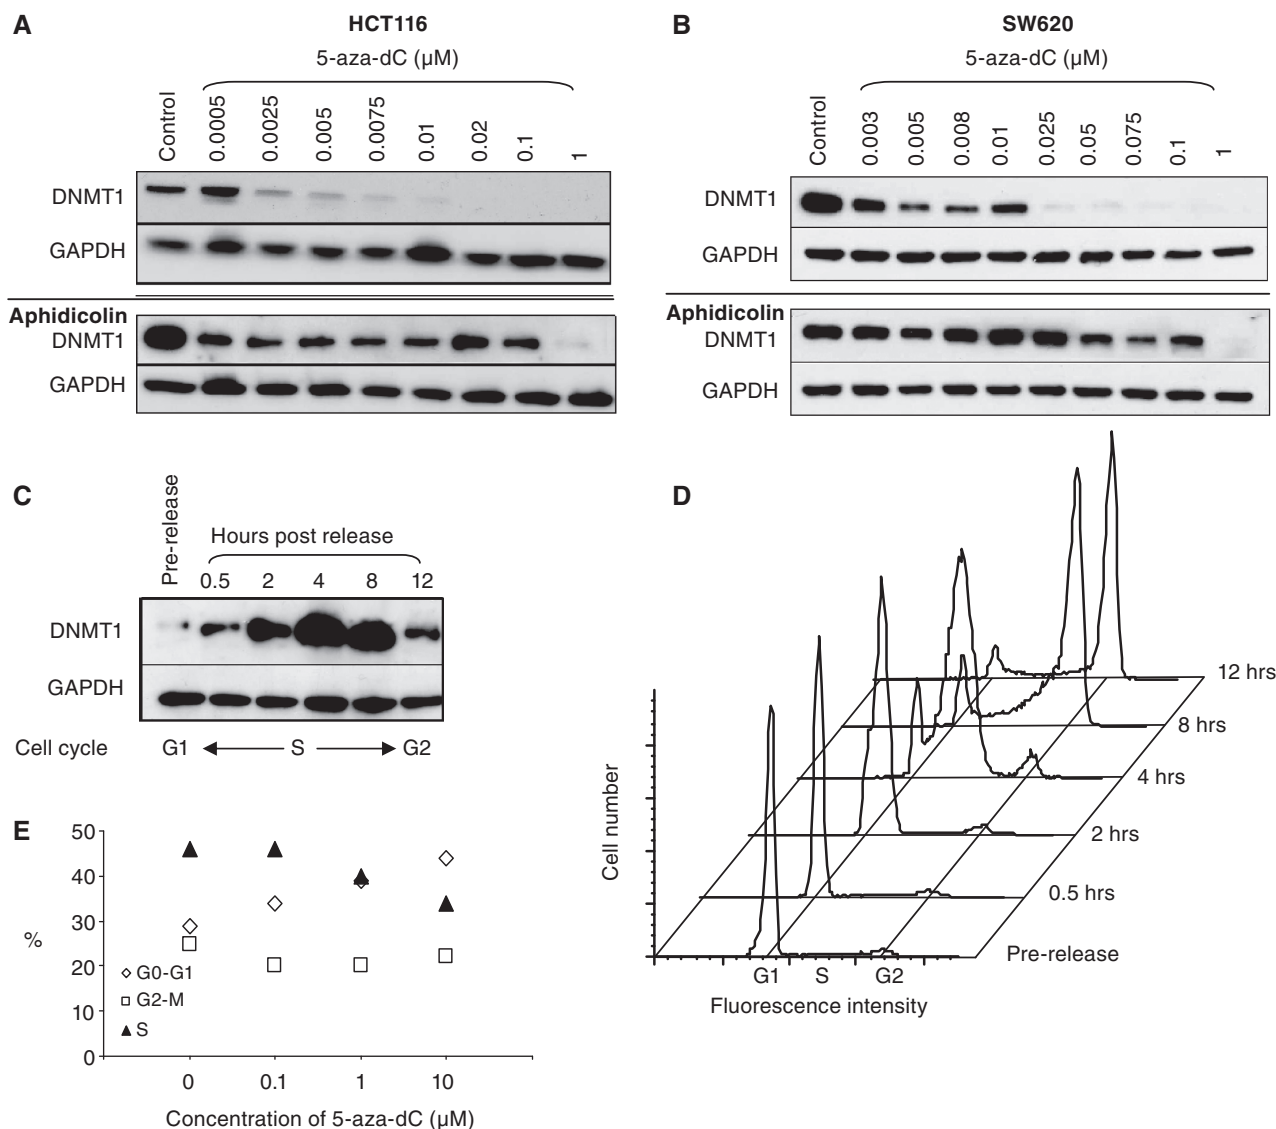 A
HCT116
5-aza-dC (µM)
Control
0.0005
0.0025
0.005
0.0075
0.01
0.02
0.1
1
DNMT1
GAPDH
Aphidicolin
DNMT1
GAPDH
B
SW620
5-aza-dC (µM)
Control
0.003
0.005
0.008
0.01
0.025
0.05
0.075
0.1
1
DNMT1
GAPDH
Aphidicolin
DNMT1
GAPDH
C
Pre-release
Hours post release
0.5 2 4 8 12
DNMT1
GAPDH
Cell cycle G1 S G2
D
Cell number
12 hrs
8 hrs
4 hrs
2 hrs
0.5 hrs
Pre-release
G1 S G2
Fluorescence intensity
E
50
40
30
20
10
0
%
G0-G1
G2-M
S
0 0.1 1 10
Concentration of 5-aza-dC (µM)